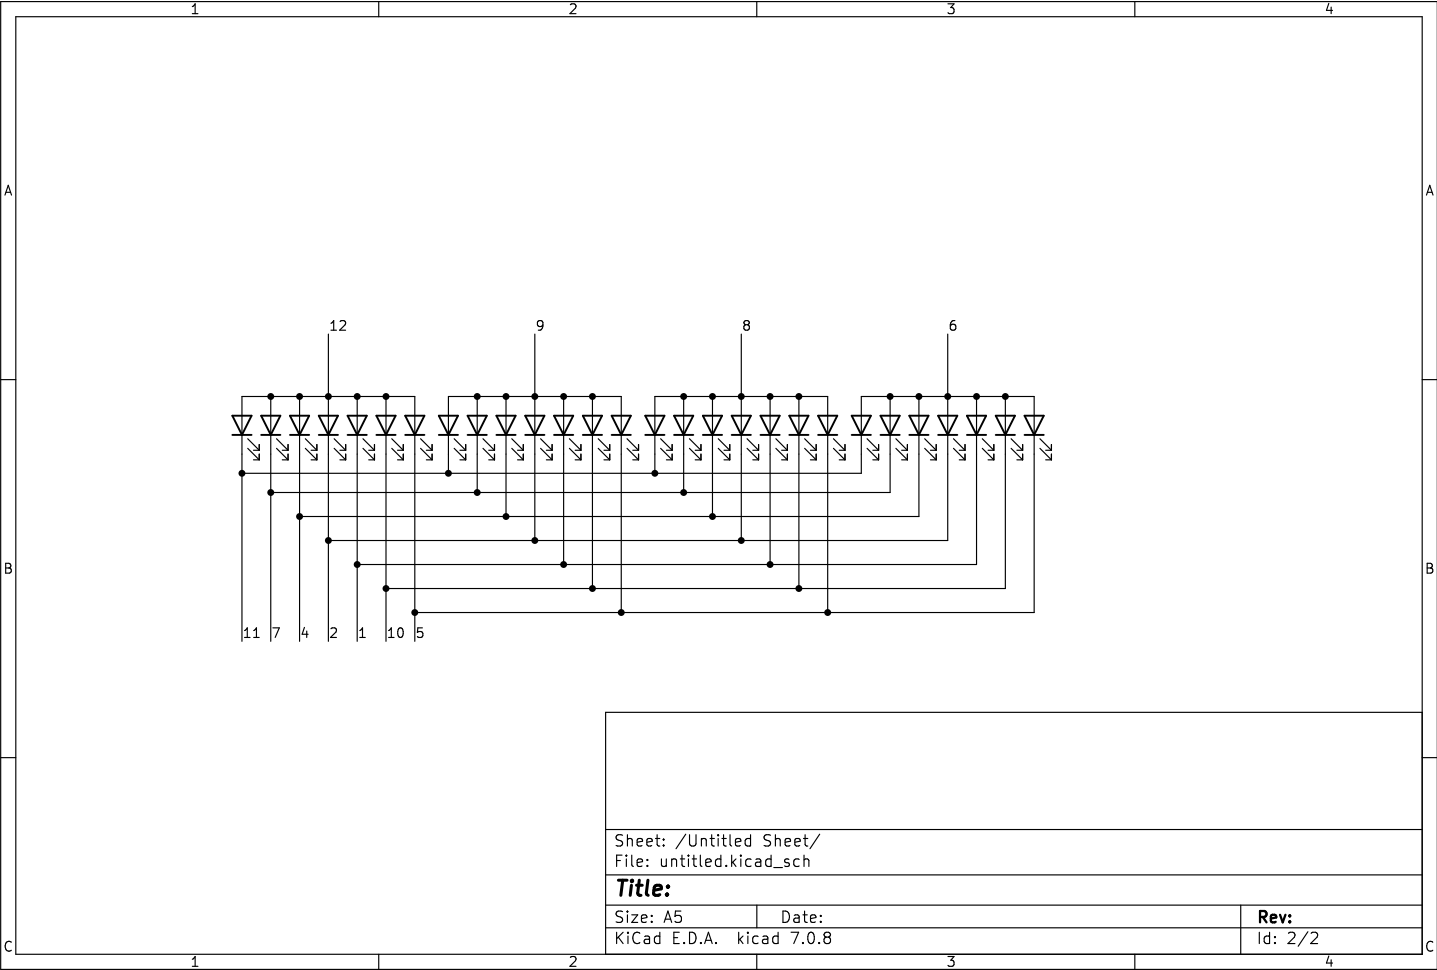 1 2 3 4
A A
12 9 8 6
B B
11 7 4 2 1 10 5
Sheet: /Untitled Sheet/
File: untitled.kicad_sch
Title:
Size: A5 Date: Rev:
KiCad E.D.A. kicad 7.0.8 Id: 2/2
C C
1 2 3 4